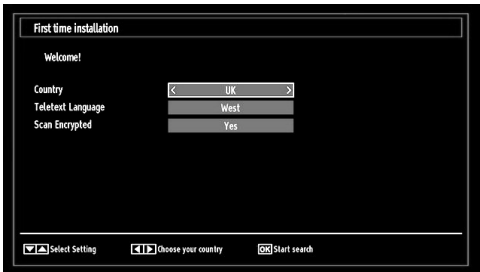 First time installation
Welcome!
Country < UK >
Teletext Language West
Scan Encrypted Yes
Select Setting Choose your country OK Start search